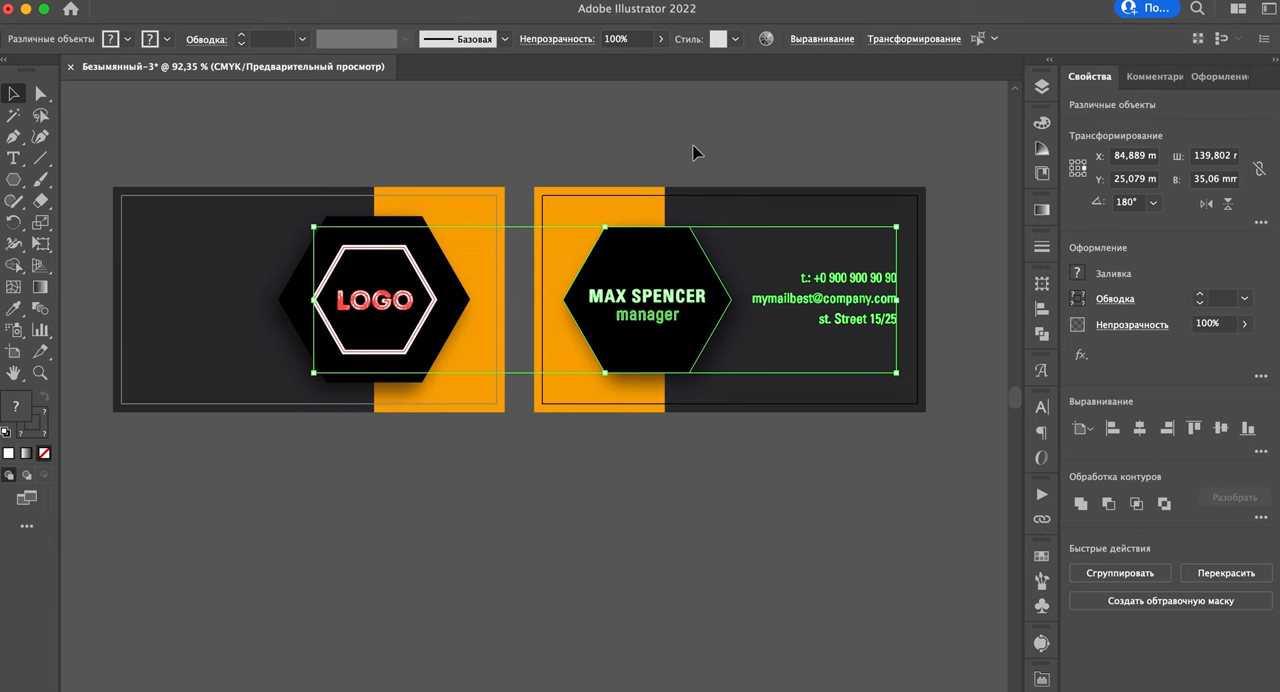 Adobe Illustrator 2022
По...
Различные объекты
Обводка:
Базовая
Непрозрачность:
100%
Стиль:
Выравнивание
Трансформирование
Безымянный-3* @ 92,35 % (CMYK/Предварительный просмотр)
LOGO
MAX SPENCER
manager
t.: +0 900 900 90 90
mymailbest@company.com
st. Street 15/25
Свойства
Комментари
Оформлени
Различные объекты
Трансформирование
X: 84,889 m
Ш: 139,802 r
Y: 25,079 m
В: 35,06 mm
180°
Оформление
Заливка
Обводка
Непрозрачность
100%
fx.
Выравнивание
Обработка контуров
Разобрать
Быстрые действия
Сгруппировать
Перекрасить
Создать обтравочную маску